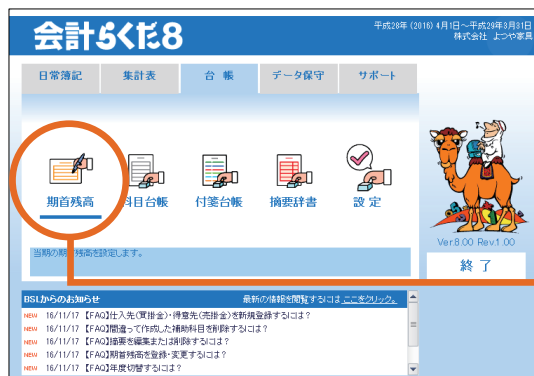 会計らくだ8
平成28年(2016)4月1日～平成29年3月31日
株式会社 よつや家具
日常簿記 集計表 台 帳 データ保守 サポート
期首残高 科目台帳 付箋台帳 摘要辞書 設 定
Ver.8.00 Rev.1.00
当期の期首残高を設定します。
終 了
BSLからのお知らせ 最新の情報を閲覧するには ここをクリック。
NEW 16/11/17 【FAQ】仕入先(買掛金)・得意先(売掛金)を新規登録するには？
NEW 16/11/17 【FAQ】間違って作成した補助科目を削除するには？
NEW 16/11/17 【FAQ】摘要を編集または削除するには？
NEW 16/11/17 【FAQ】期首残高を登録・変更するには？
NEW 16/11/17 【FAQ】年度切替するには？